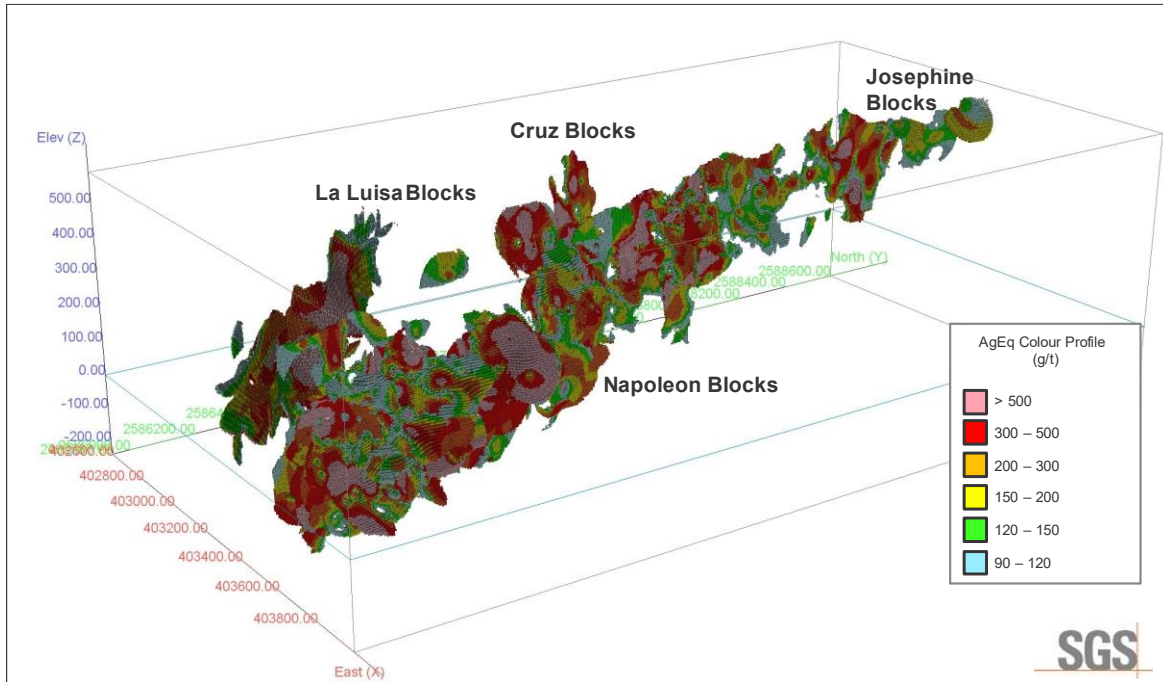 Josephine
Blocks
Cruz Blocks
Elev (Z)
La Luisa Blocks
500.00
400.00
300.00
200.00
100.00
0.00
-100.00
-200.00
North (Y)
2588600.00
2588400.00
2586200.00
Napoleon Blocks
402600.00
402800.00
403000.00
403200.00
403400.00
403600.00
403800.00
East (X)
AgEq Colour Profile
(g/t)
> 500
300 – 500
200 – 300
150 – 200
120 – 150
90 – 120
SGS